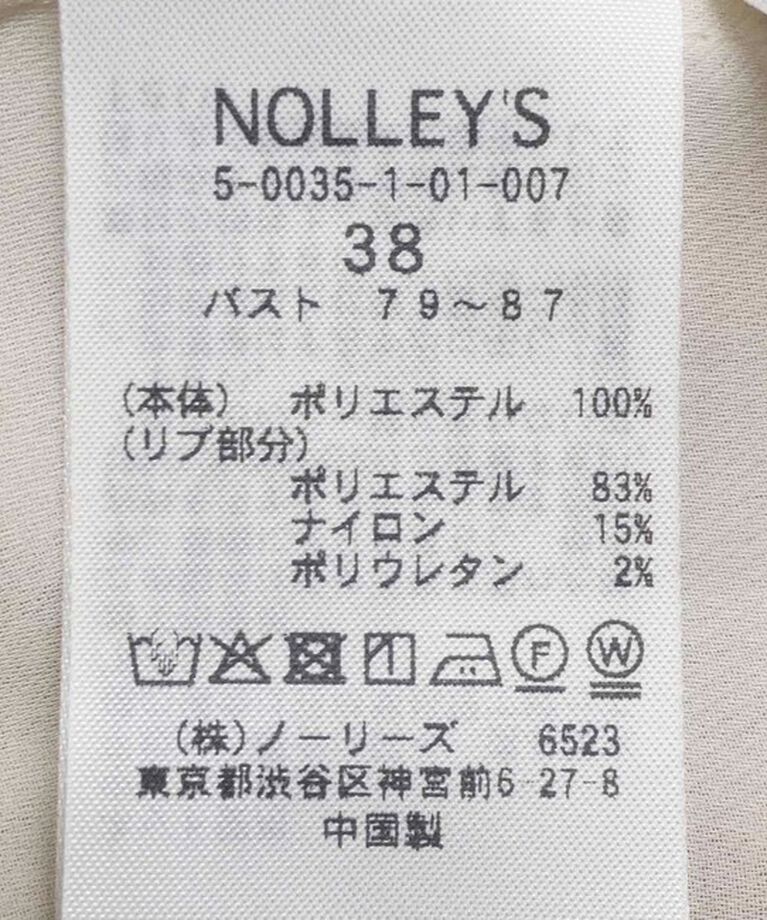 NOLLEY'S
5-0035-1-01-007
38
バスト 79~87
(本体) ポリエステル 100%
(リブ部分)
ポリエステル 83%
ナイロン 15%
ポリウレタン 2%
F W
(株)ノーリーズ 6523
東京都渋谷区神宮前6-27-8
中国製